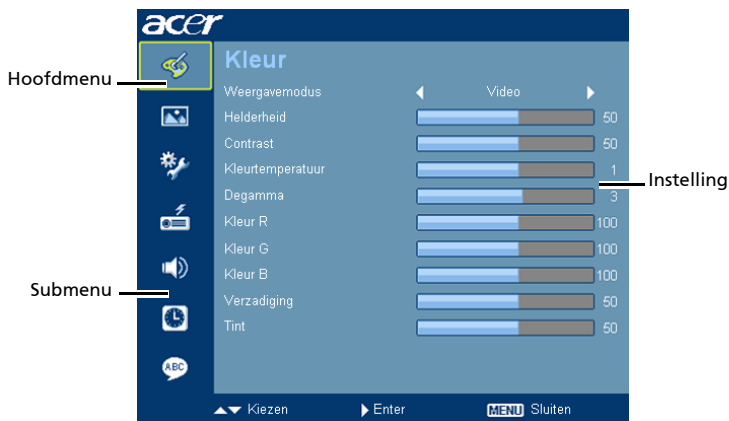 acer
Kleur
Hoofdmenu
Weergavemodus Video
Helderheid 50
Contrast 50
Kleurtemperatuur 1
Instelling
Degamma 3
Kleur R 100
Kleur G 100
Kleur B 100
Submenu
Verzadiging 50
Tint 50
ABC
Kiezen Enter MENU Sluiten